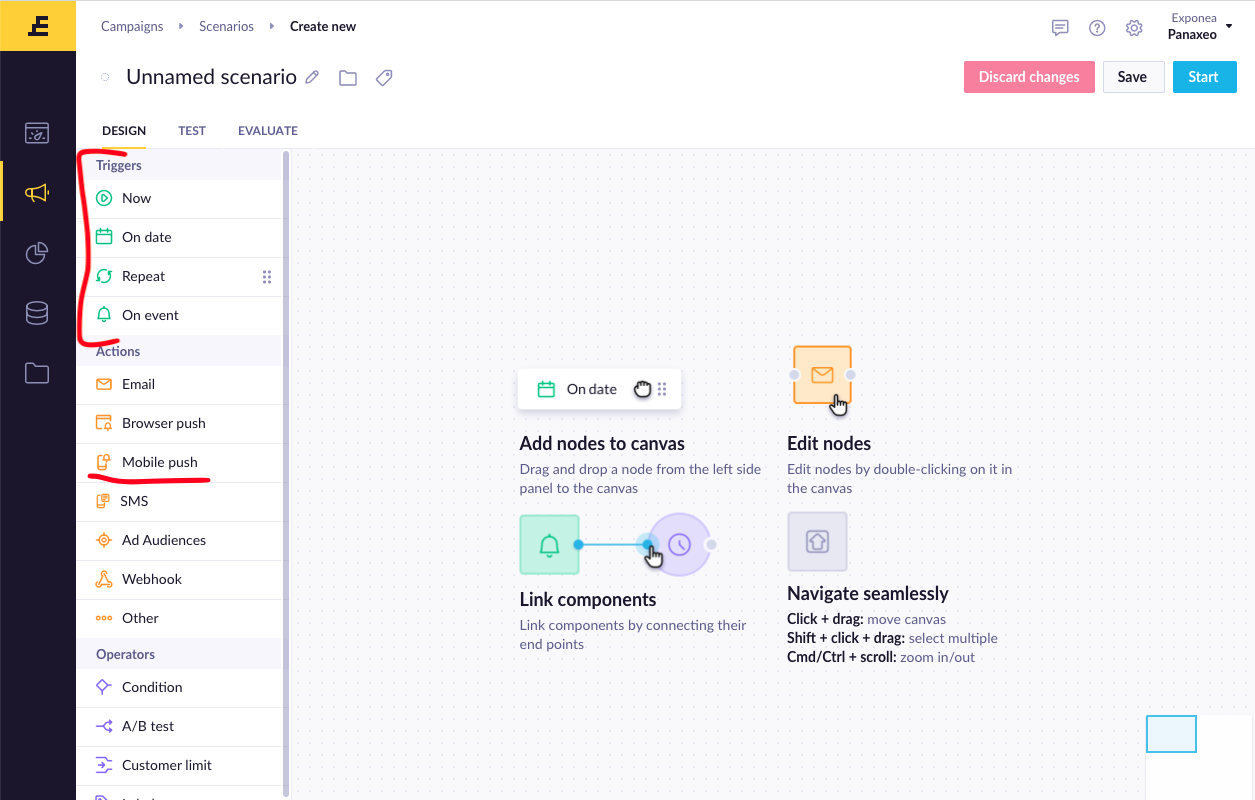 Campaigns
Scenarios
Create new
Exponea
Panaxeo
Unnamed scenario
Discard changes
Save
Start
DESIGN
TEST
EVALUATE
Triggers
Now
On date
Repeat
On event
Actions
Email
Browser push
Mobile push
SMS
Ad Audiences
Webhook
Other
Operators
Condition
A/B test
Customer limit
On date
Add nodes to canvas
Drag and drop a node from the left side
panel to the canvas
Edit nodes
Edit nodes by double-clicking on it in
the canvas
Link components
Link components by connecting their
end points
Navigate seamlessly
Click + drag: move canvas
Shift + click + drag: select multiple
Cmd/Ctrl + scroll: zoom in/out